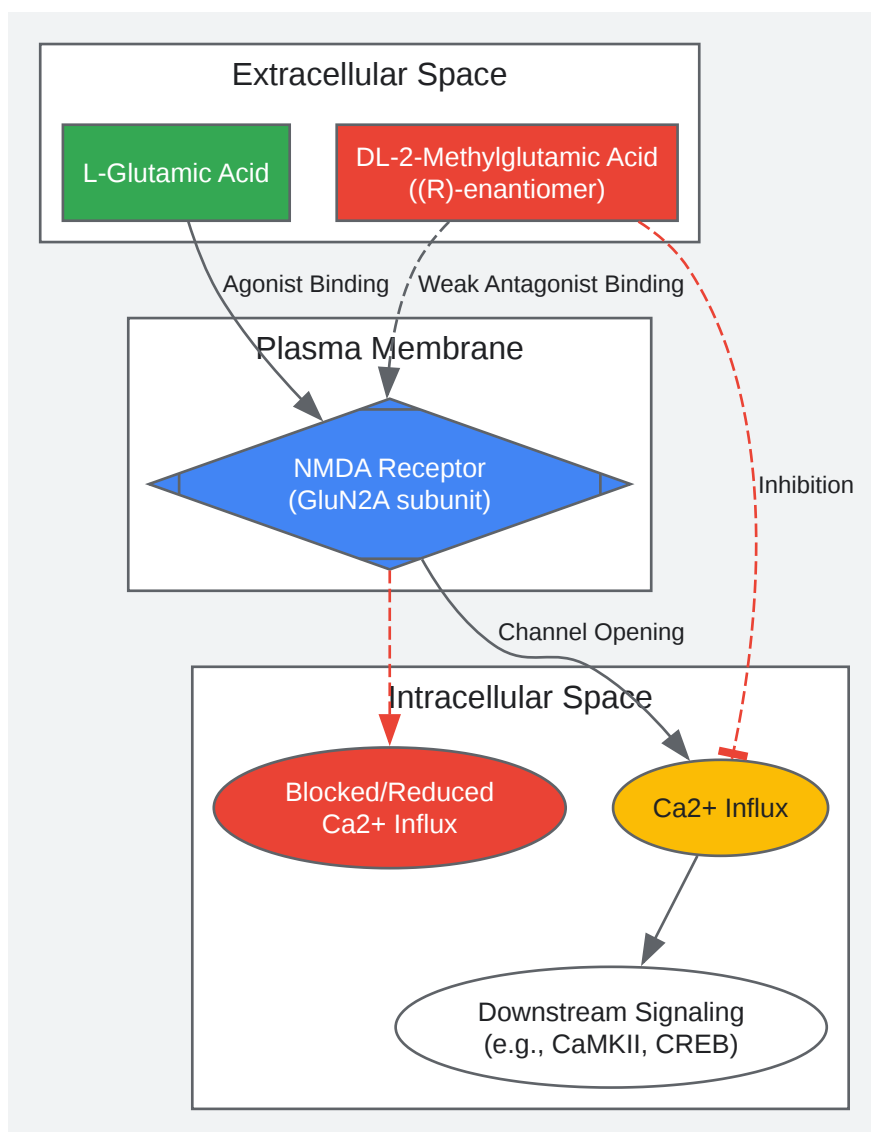 Extracellular Space
L-Glutamic Acid
DL-2-Methylglutamic Acid
((R)-enantiomer)
Agonist Binding
Weak Antagonist Binding
Plasma Membrane
NMDA Receptor
(GluN2A subunit)
Inhibition
Channel Opening
Intracellular Space
Blocked/Reduced
Ca2+ Influx
Ca2+ Influx
Downstream Signaling
(e.g., CaMKII, CREB)